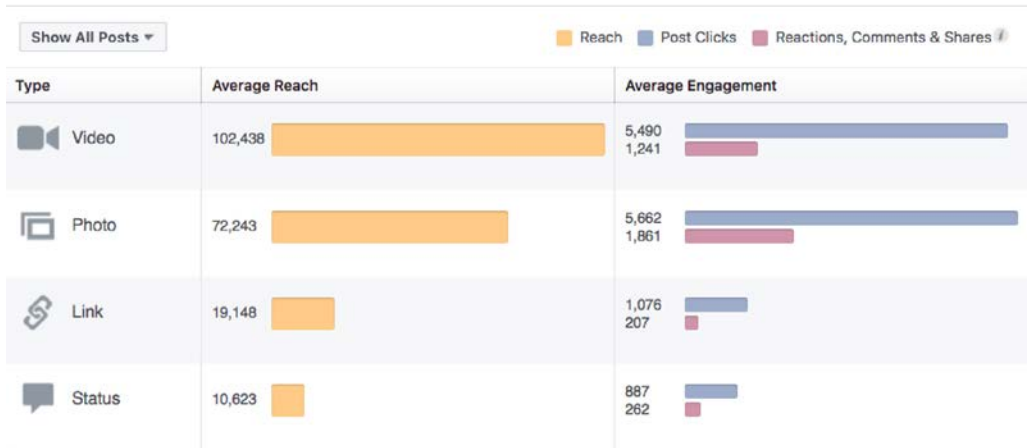 Show All Posts
Reach Post Clicks Reactions, Comments & Shares i
Type Average Reach Average Engagement
Video 102,438 5,490
1,241
Photo 72,243 5,662
1,861
Link 19,148 1,076
207
Status 10,623 887
262